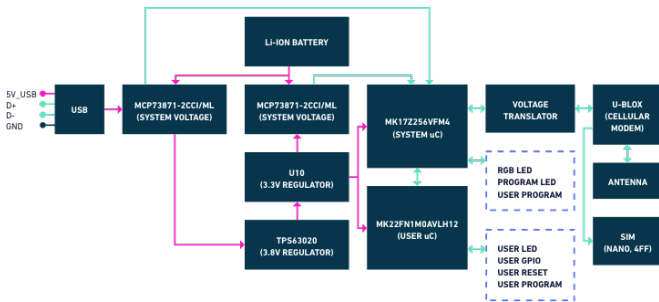 Li-ION BATTERY
5V_USB
D+
D-
GND
USB
MCP73871-2CCI/ML
(SYSTEM VOLTAGE)
MCP73871-2CCI/ML
(SYSTEM VOLTAGE)
MK17Z256VFM4
(SYSTEM uC)
VOLTAGE
TRANSLATOR
U-BLOX
(CELLULAR
MODEM)
U10
(3.3V REGULATOR)
RGB LED
PROGRAM LED
USER PROGRAM
ANTENNA
MK22FN1M0AVLH12
(USER uC)
TPS63020
(3.8V REGULATOR)
USER LED
USER GPIO
USER RESET
USER PROGRAM
SIM
(NANO, 4FF)